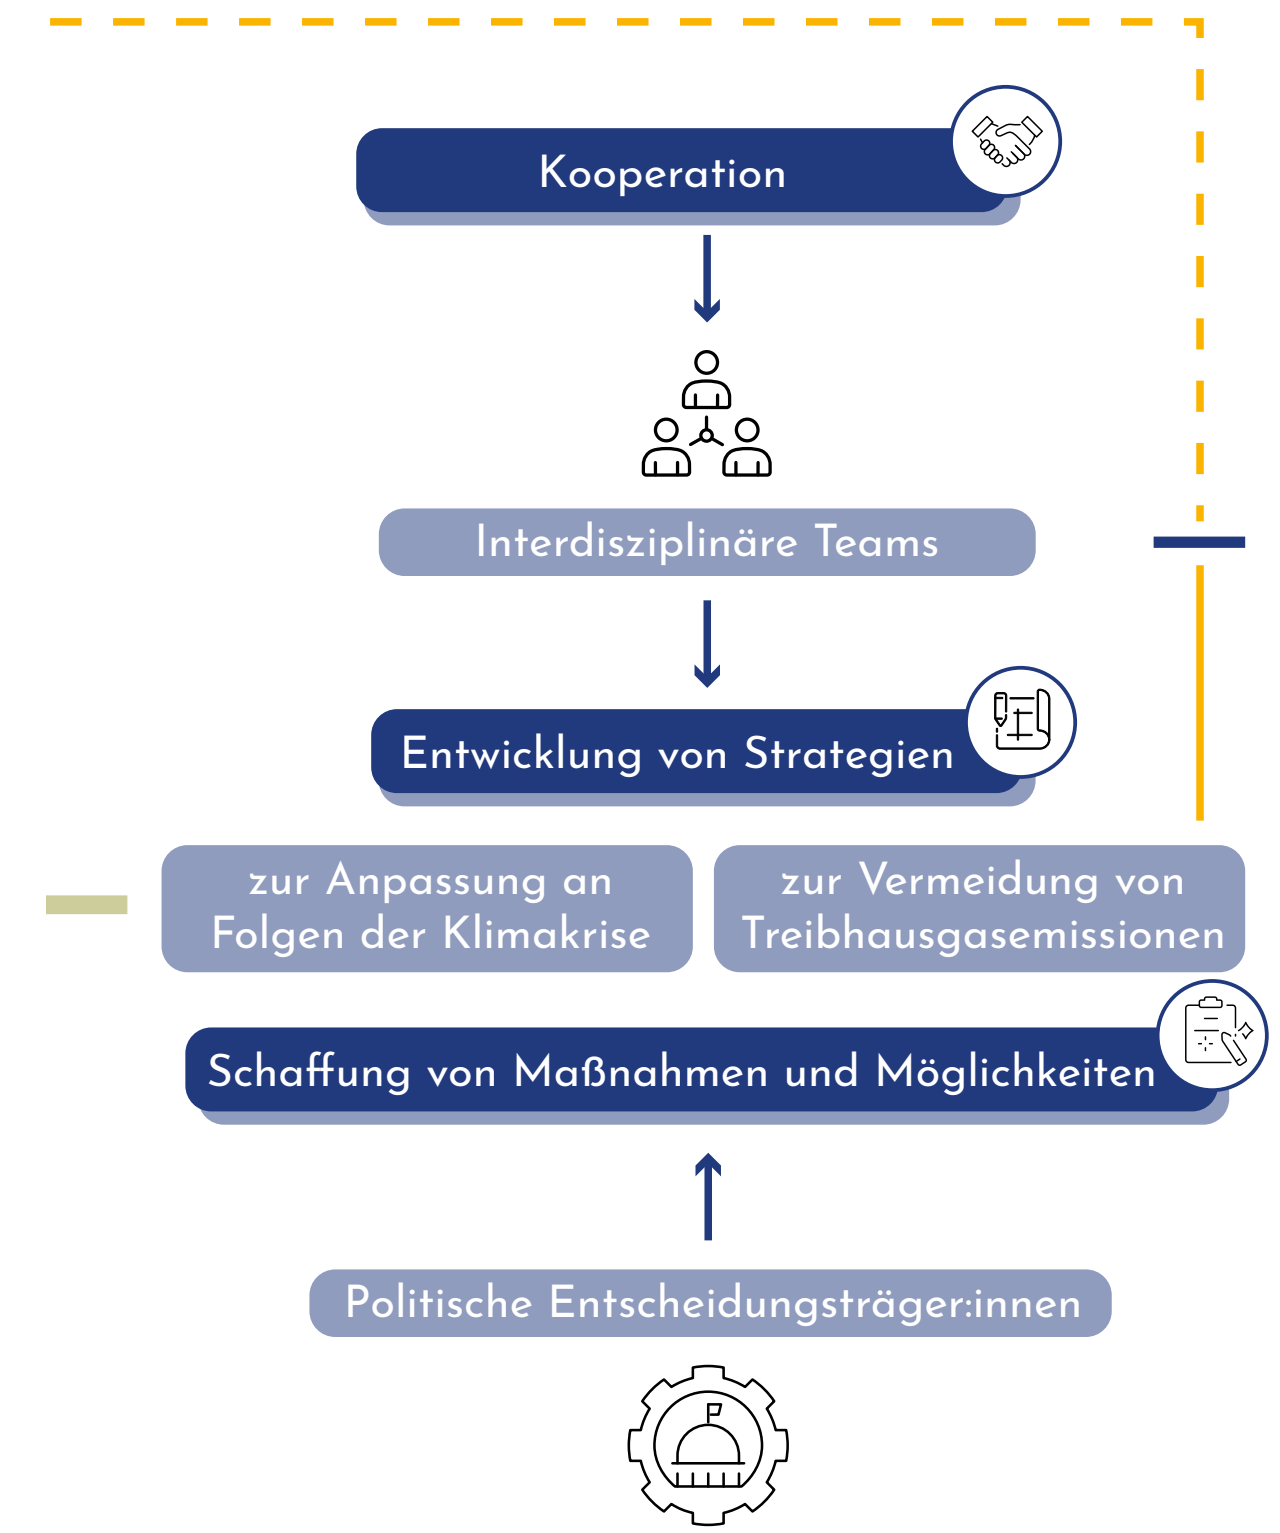 Kooperation
Interdisziplinäre Teams
Entwicklung von Strategien
zur Anpassung an
Folgen der Klimakrise
zur Vermeidung von
Treibhausgasemissionen
Schaffung von Maßnahmen und Möglichkeiten
Politische Entscheidungsträger:innen